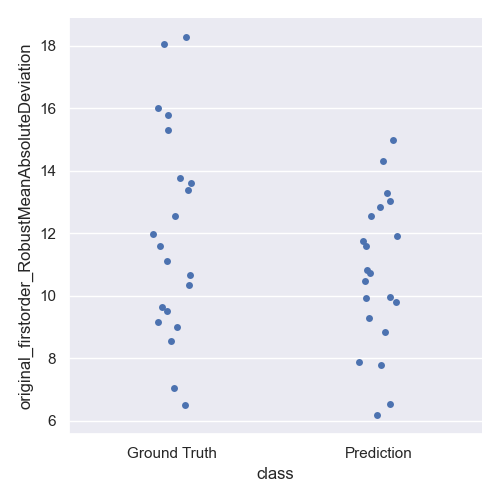 original_firstorder_RobustMeanAbsoluteDeviation
18
16
14
12
10
8
6
Ground Truth
Prediction
class